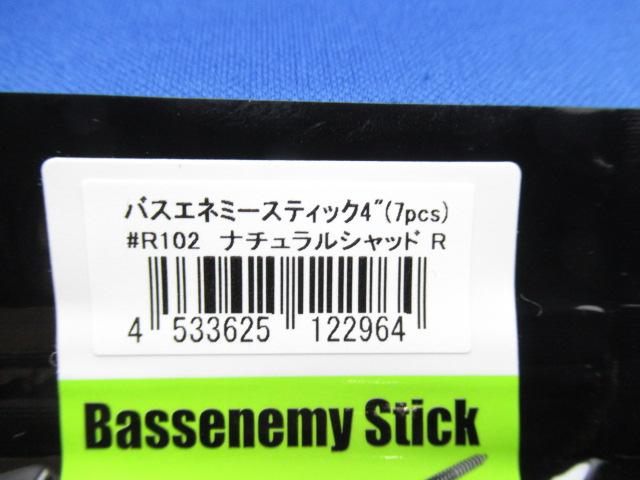 バスエネミースティック4"(7pcs)
#R102 ナチュラルシャッド R
4 533625 122964
Bassenemy Stick